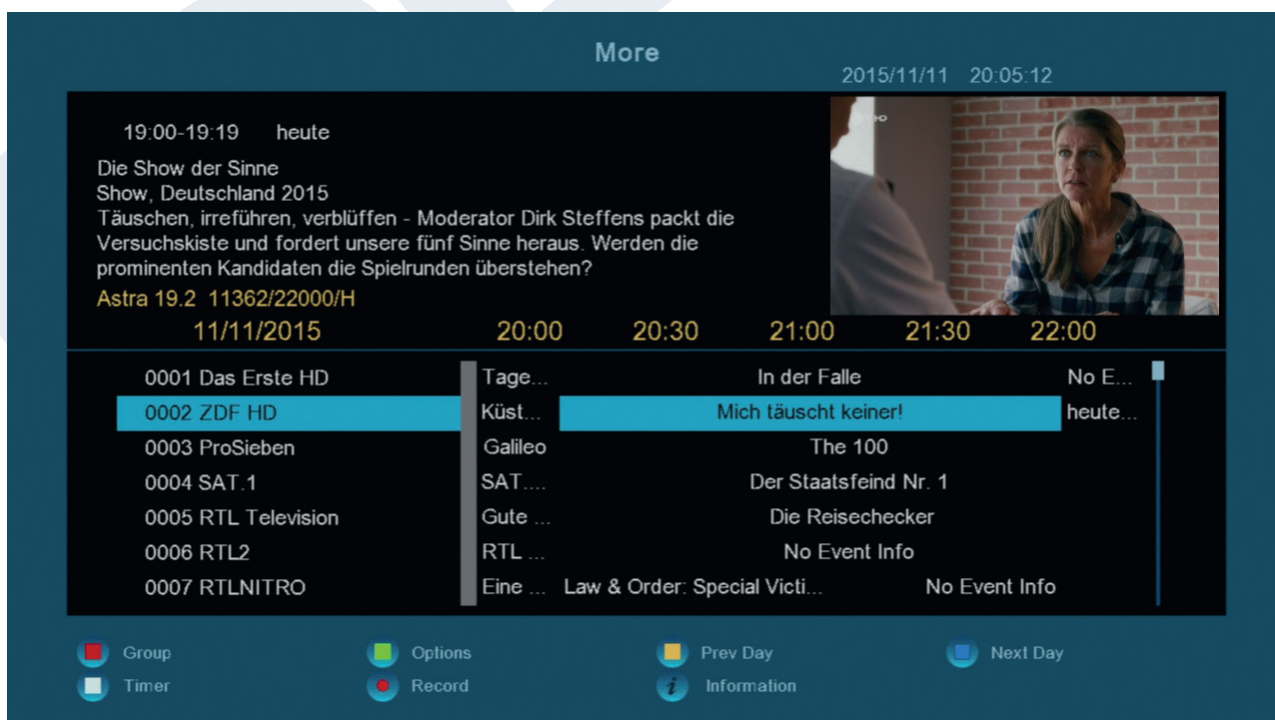 More
2015/11/11 20:05:12
19:00-19:19 heute
Die Show der Sinne
Show, Deutschland 2015
Täuschen, irreführen, verblüffen - Moderator Dirk Steffens packt die
Versuchskiste und fordert unsere fünf Sinne heraus. Werden die
prominenten Kandidaten die Spielrunden überstehen?
Astra 19.2 11362/22000/H
11/11/2015 20:00 20:30 21:00 21:30 22:00
0001 Das Erste HD Tage... In der Falle No E...
0002 ZDF HD Küst... Mich täuscht keiner! heute...
0003 ProSieben Galileo The 100
0004 SAT.1 SAT.... Der Staatsfeind Nr. 1
0005 RTL Television Gute ... Die Reisechecker
0006 RTL2 RTL ... No Event Info
0007 RTLNITRO Eine ... Law & Order: Special Victi... No Event Info
Group Options Prev Day Next Day
Timer Record Information